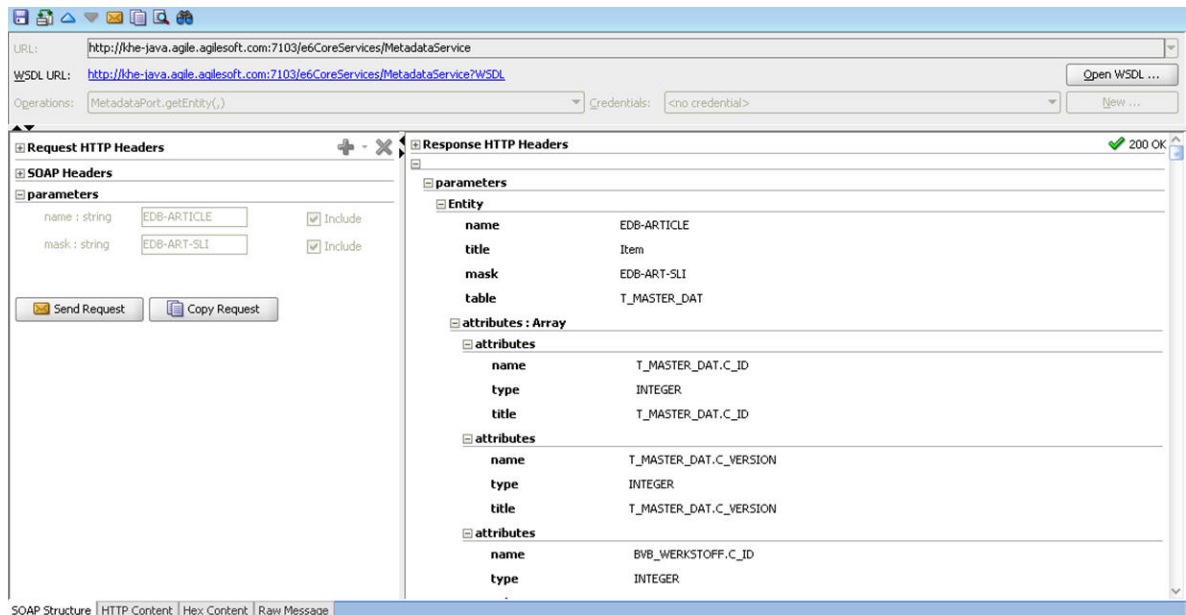 URL: http://khe-java.agile.agilesoft.com:7103/e6CoreServices/MetadataService
WSDL URL: http://khe-java.agile.agilesoft.com:7103/e6CoreServices/MetadataService?WSDL Open WSDL ...
Operations: MetadataPort.getEntity(,) Credentials: <no credential> New ...
Request HTTP Headers
SOAP Headers
parameters
name : string EDB-ARTICLE Include
mask : string EDB-ART-SLI Include
Send Request Copy Request
Response HTTP Headers 200 OK
parameters
Entity
name EDB-ARTICLE
title Item
mask EDB-ART-SLI
table T_MASTER_DAT
attributes : Array
attributes
name T_MASTER_DAT.C_ID
type INTEGER
title T_MASTER_DAT.C_ID
attributes
name T_MASTER_DAT.C_VERSION
type INTEGER
title T_MASTER_DAT.C_VERSION
attributes
name BVB_WERKSTOFF.C_ID
type INTEGER
SOAP Structure HTTP Content Hex Content Raw Message